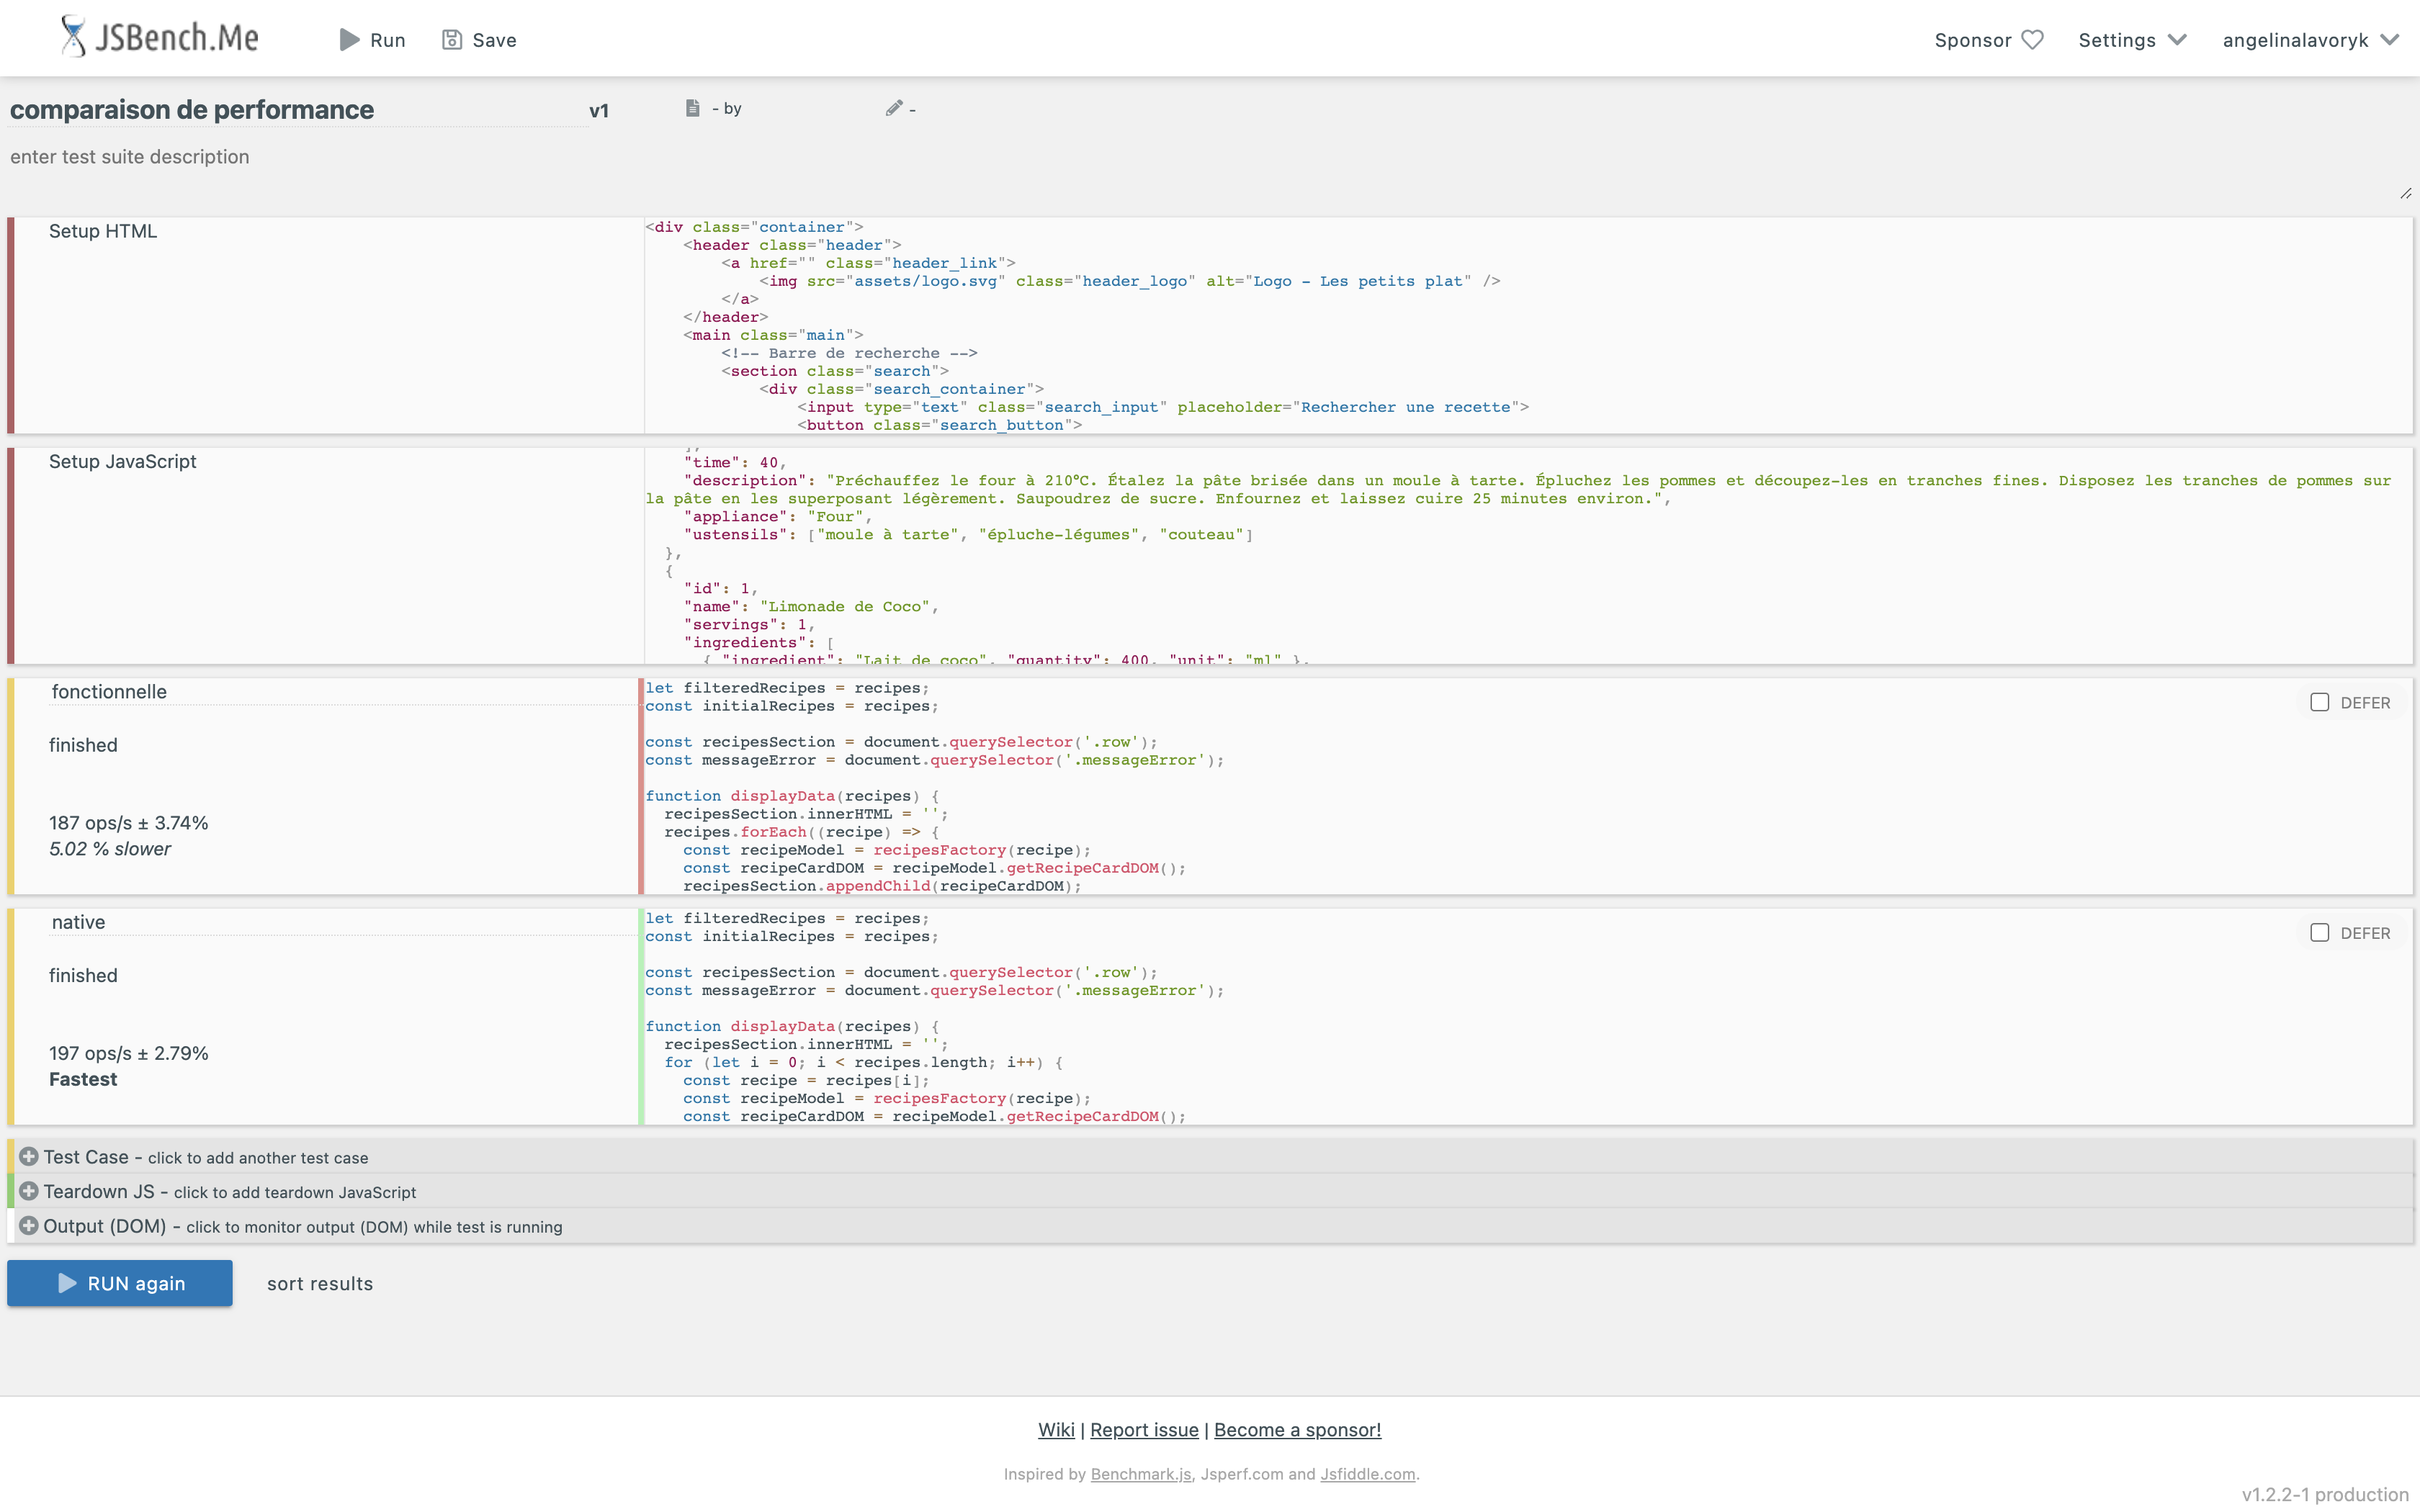 JSBench.Me
Run
Save
Sponsor
Settings
angelinalavoryk
comparaison de performance
v1
- by
-
enter test suite description
Setup HTML
<div class="container">
<header class="header">
<a href="" class="header_link">
<img src="assets/logo.svg" class="header_logo" alt="Logo - Les petits plat" />
</a>
</header>
<main class="main">
<!-- Barre de recherche -->
<section class="search">
<div class="search_container">
<input type="text" class="search_input" placeholder="Rechercher une recette">
<button class="search_button">
Setup JavaScript
],
"time": 40,
"description": "Préchauffez le four à 210°C. Étalez la pâte brisée dans un moule à tarte. Épluchez les pommes et découpez-les en tranches fines. Disposez les tranches de pommes sur
la pâte en les superposant légèrement. Saupoudrez de sucre. Enfournez et laissez cuire 25 minutes environ.",
"appliance": "Four",
"ustensils": ["moule à tarte", "épluche-légumes", "couteau"]
},
{
"id": 1,
"name": "Limonade de Coco",
"servings": 1,
"ingredients": [
{ "ingredient": "Lait de coco", "quantity": 400, "unit": "ml" },
fonctionnelle
finished
187 ops/s ± 3.74%
5.02 % slower
let filteredRecipes = recipes;
const initialRecipes = recipes;
const recipesSection = document.querySelector('.row');
const messageError = document.querySelector('.messageError');
function displayData(recipes) {
recipesSection.innerHTML = '';
recipes.forEach((recipe) => {
const recipeModel = recipesFactory(recipe);
const recipeCardDOM = recipeModel.getRecipeCardDOM();
recipesSection.appendChild(recipeCardDOM);
DEFER
native
finished
197 ops/s ± 2.79%
Fastest
let filteredRecipes = recipes;
const initialRecipes = recipes;
const recipesSection = document.querySelector('.row');
const messageError = document.querySelector('.messageError');
function displayData(recipes) {
recipesSection.innerHTML = '';
for (let i = 0; i < recipes.length; i++) {
const recipe = recipes[i];
const recipeModel = recipesFactory(recipe);
const recipeCardDOM = recipeModel.getRecipeCardDOM();
DEFER
Test Case - click to add another test case
Teardown JS - click to add teardown JavaScript
Output (DOM) - click to monitor output (DOM) while test is running
RUN again
sort results
Wiki | Report issue | Become a sponsor!
Inspired by Benchmark.js, Jsperf.com and Jsfiddle.com.
v1.2.2-1 production